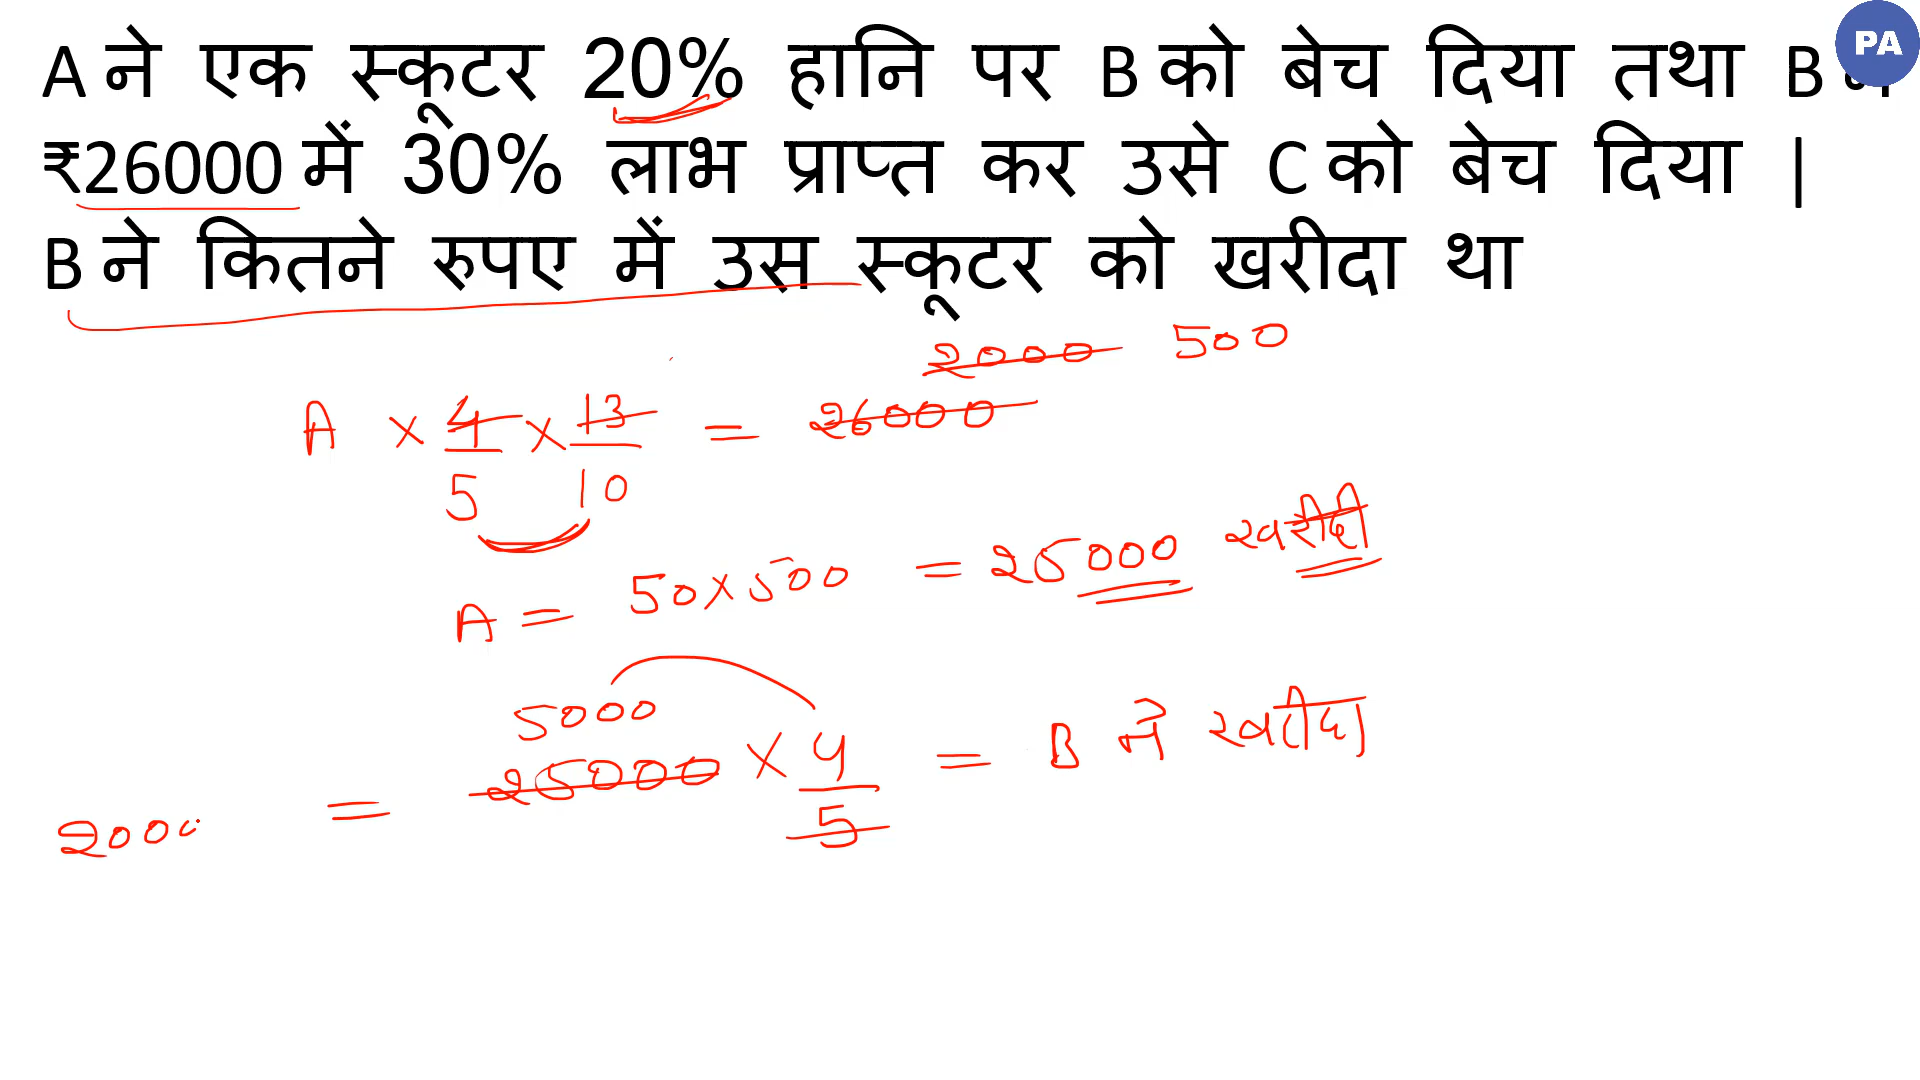 A ने एक स्कूटर 20% हानि पर B को बेच दिया तथा B
PA
₹26000 में 30% लाभ प्राप्त कर उसे C को बेच दिया |
B ने कितने रुपए में उस स्कूटर को खरीदा था
2000 500
A × 4/5 × 13/10 = 26000
A = 50×500 = 25000 खरीदी
5000
2000 = 25000 × 4/5 = B ने खरीदा